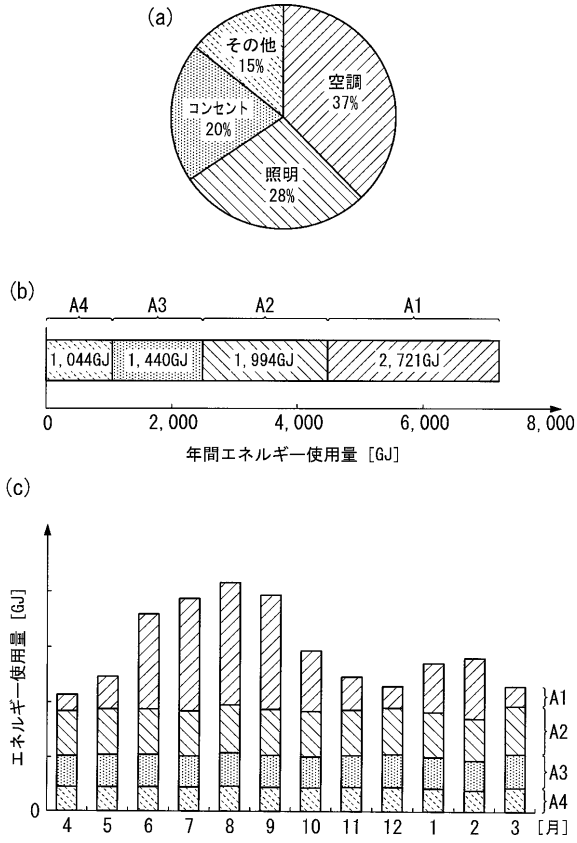 (a)
その他
15%
空調
37%
コンセント
20%
照明
28%
(b)
A4 A3 A2 A1
1,044GJ 1,440GJ 1,994GJ 2,721GJ
0 2,000 4,000 6,000 8,000
年間エネルギー使用量 [GJ]
(c)
エネルギー使用量 [GJ]
A1
A2
A3
A4
0
4 5 6 7 8 9 10 11 12 1 2 3 [月]